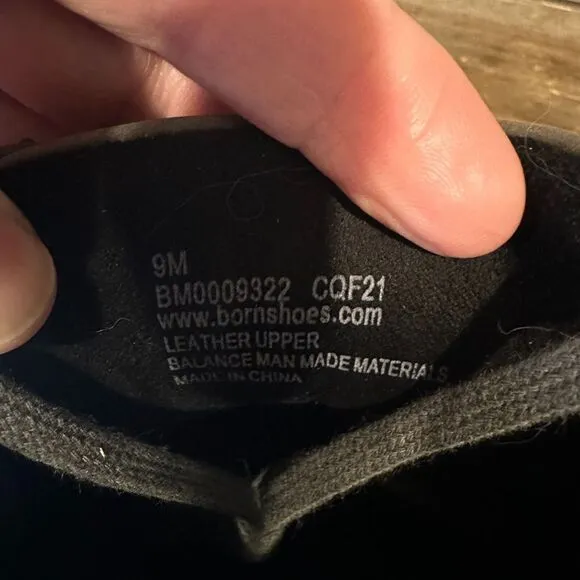 9M
BM0009322 CQF21
www.bornshoes.com
LEATHER UPPER
BALANCE MAN MADE MATERIALS
MADE IN CHINA